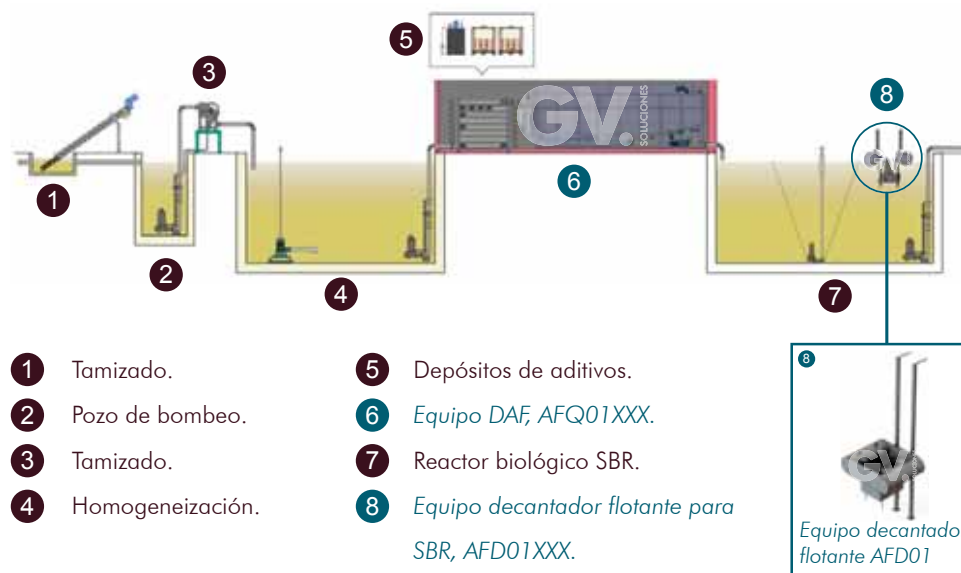 5
3
GV.
SOLUCIONES
8
1
6
2
4
7
1 Tamizado.
2 Pozo de bombeo.
3 Tamizado.
4 Homogeneización.
5 Depósitos de aditivos.
6 Equipo DAF, AFQ01XXX.
7 Reactor biológico SBR.
8 Equipo decantador flotante para
SBR, AFD01XXX.
8
GV.
Equipo decantado
flotante AFD01